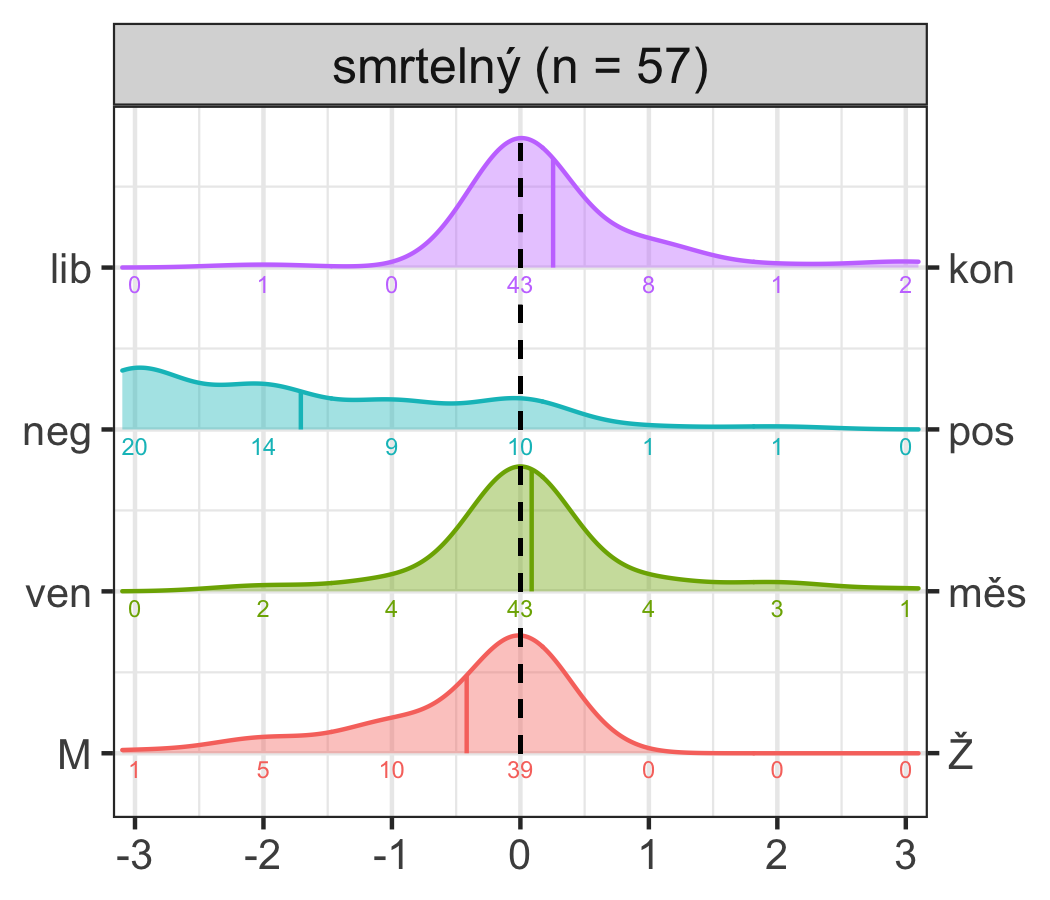 smrtelný (n = 57)
lib kon
0 1 0 43 8 1 2
neg pos
20 14 9 10 1 1 0
ven měs
0 2 4 43 4 3 1
M Ž
1 5 10 39 0 0 0
-3 -2 -1 0 1 2 3